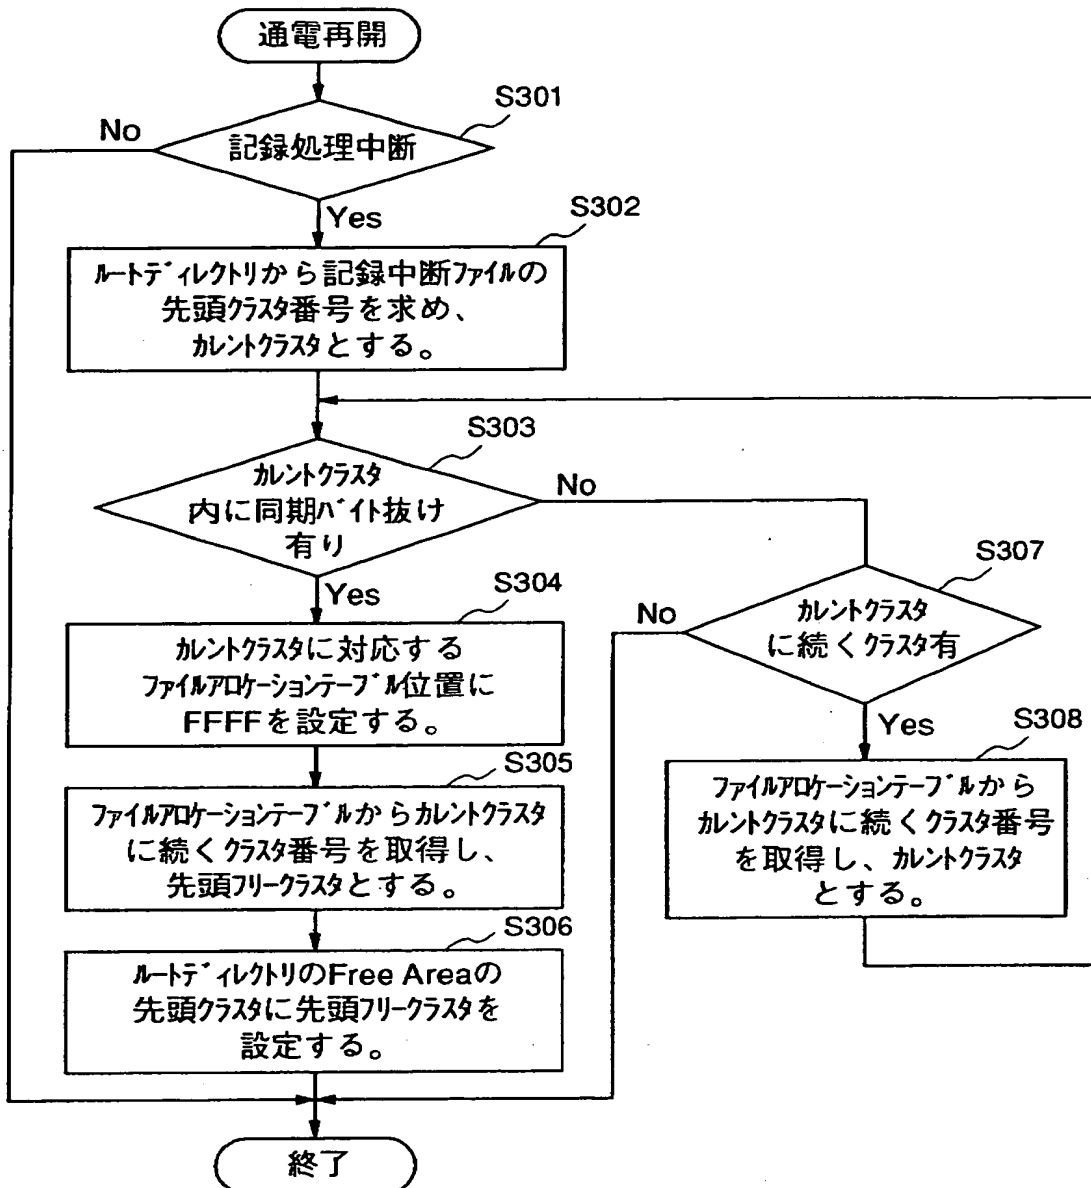 通電再開
S301
No
記録処理中断
Yes
S302
ルートディレクトリから記録中断ファイルの
先頭クラスタ番号を求め、
カレントクラスタとする。
S303
カレントクラスタ
内に同期バイト抜け
有り
No
Yes
S304
カレントクラスタに対応する
ファイルアロケーションテーブル位置に
FFFFを設定する。
S305
ファイルアロケーションテーブルからカレントクラスタ
に続くクラスタ番号を取得し、
先頭フリークラスタとする。
S306
ルートディレクトリのFree Areaの
先頭クラスタに先頭フリークラスタを
設定する。
S307
No
カレントクラスタ
に続くクラスタ有
Yes
S308
ファイルアロケーションテーブルから
カレントクラスタに続くクラスタ番号
を取得し、カレントクラスタ
とする。
終了